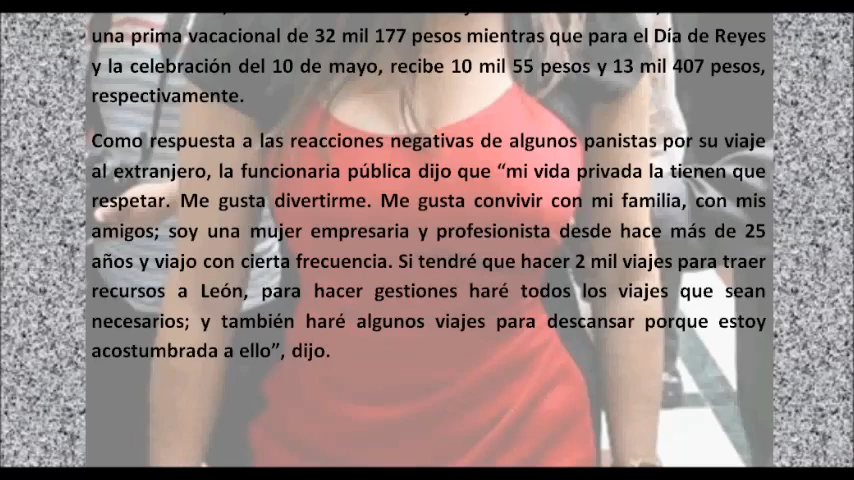 una prima vacacional de 32 mil 177 pesos mientras que para el Día de Reyes
y la celebración del 10 de mayo, recibe 10 mil 55 pesos y 13 mil 407 pesos,
respectivamente.
Como respuesta a las reacciones negativas de algunos panistas por su viaje
al extranjero, la funcionaria pública dijo que “mi vida privada la tienen que
respetar. Me gusta divertirme. Me gusta convivir con mi familia, con mis
amigos; soy una mujer empresaria y profesionista desde hace más de 25
años y viajo con cierta frecuencia. Si tendré que hacer 2 mil viajes para traer
recursos a León, para hacer gestiones haré todos los viajes que sean
necesarios; y también haré algunos viajes para descansar porque estoy
acostumbrada a ello”, dijo.